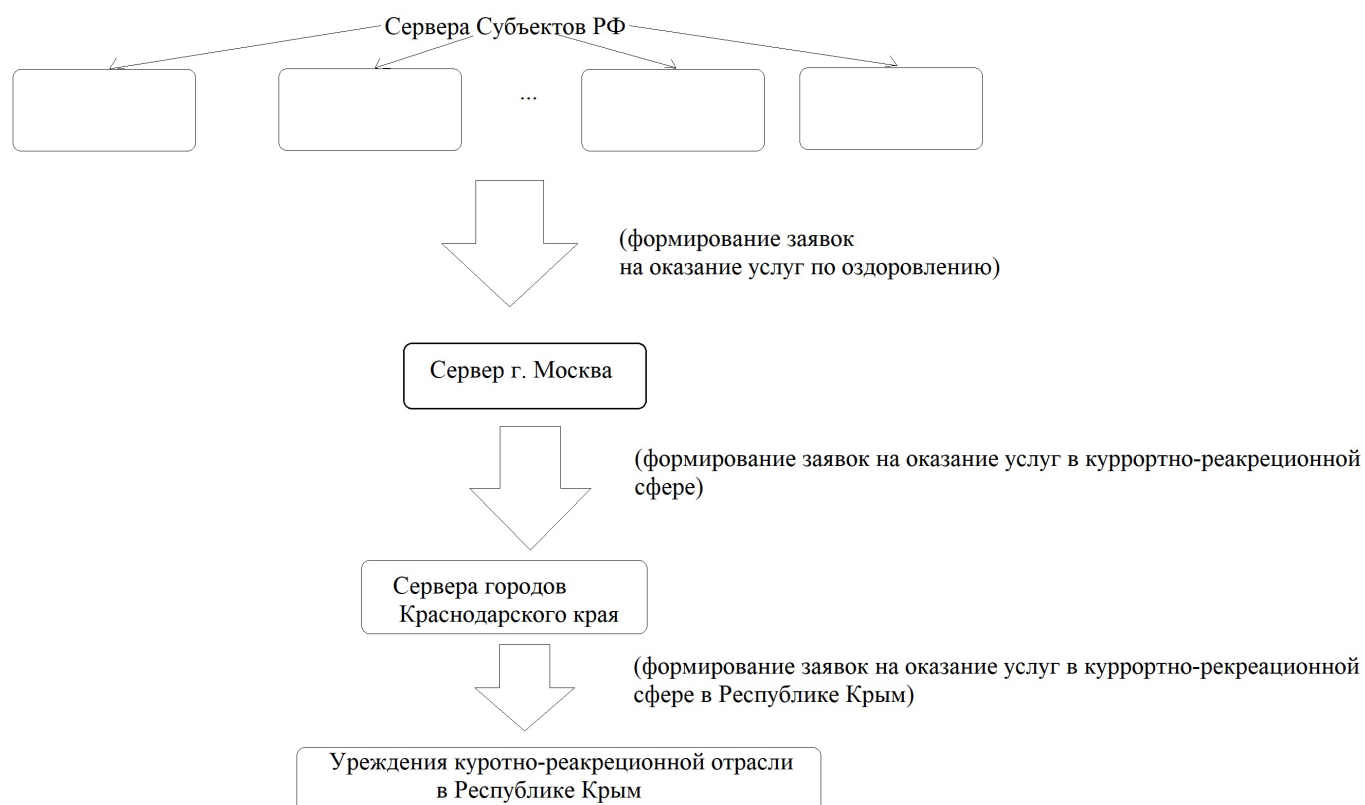 Сервера Субъектов РФ
...
(формирование заявок
на оказание услуг по оздоровлению)
Сервер г. Москва
(формирование заявок на оказание услуг в куррортно-реакреционной
сфере)
Сервера городов
Краснодарского края
(формирование заявок на оказание услуг в куррортно-рекреационной
сфере в Республике Крым)
Уреждения куротно-реакреционной отрасли
в Республике Крым